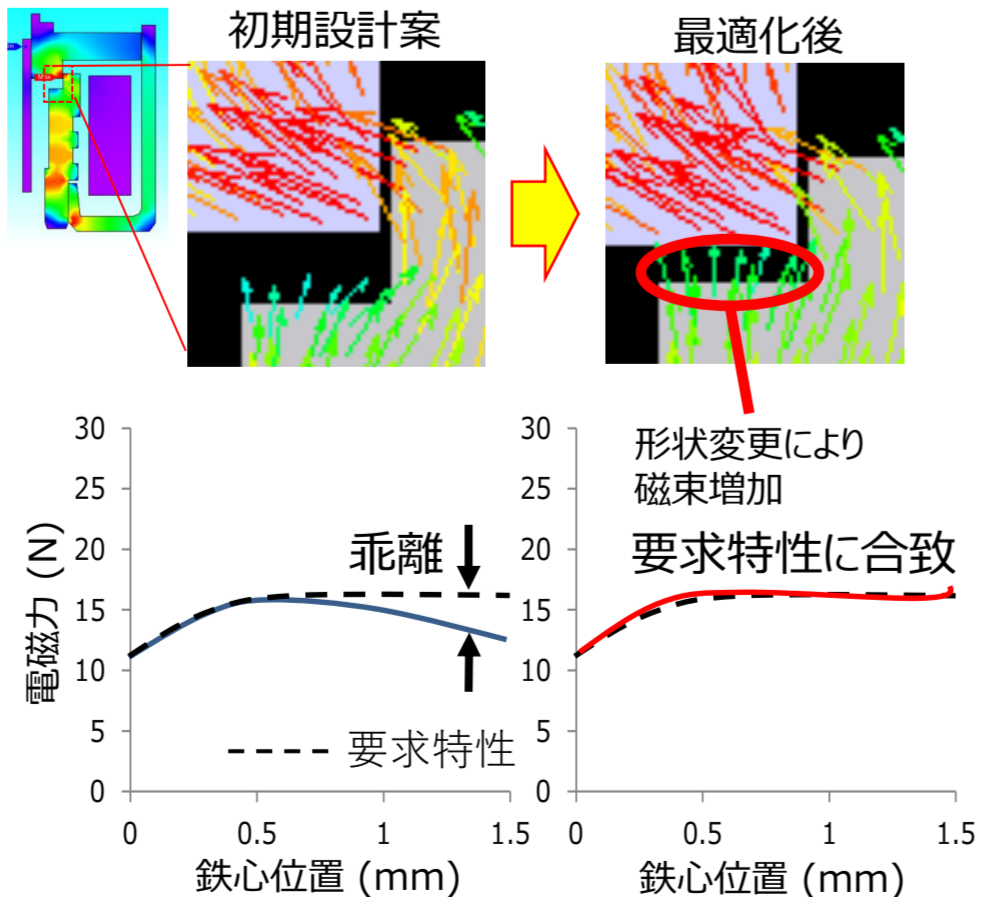 初期設計案
最適化後
形状変更により
磁束増加
電磁力 (N)
30
25
20
15
10
5
0
乖離
要求特性
0
0.5
1
1.5
鉄心位置 (mm)
30
25
20
15
10
5
0
要求特性に合致
0
0.5
1
1.5
鉄心位置 (mm)